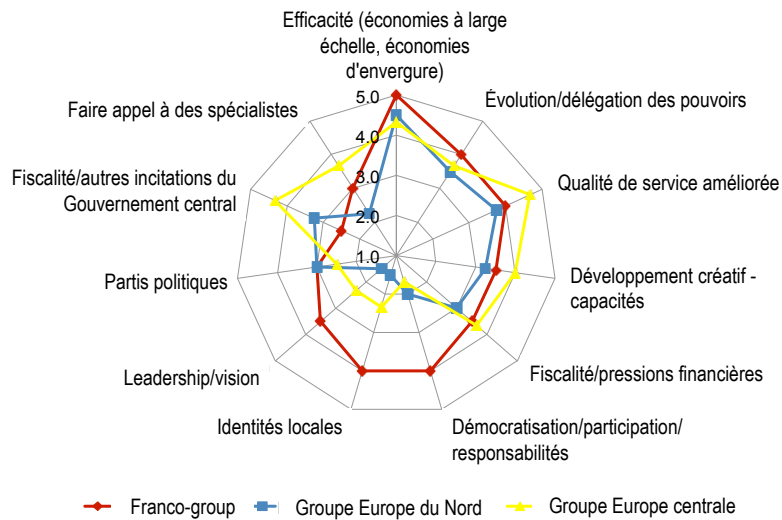 Efficacité (économies à large
échelle, économies
d'envergure)
5.0
4.0
3.0
2.0
1.0
Évolution/délégation des pouvoirs
Qualité de service améliorée
Développement créatif -
capacités
Fiscalité/pressions financières
Démocratisation/participation/
responsabilités
Identités locales
Leadership/vision
Partis politiques
Fiscalité/autres incitations du
Gouvernement central
Faire appel à des spécialistes
Franco-group
Groupe Europe du Nord
Groupe Europe centrale